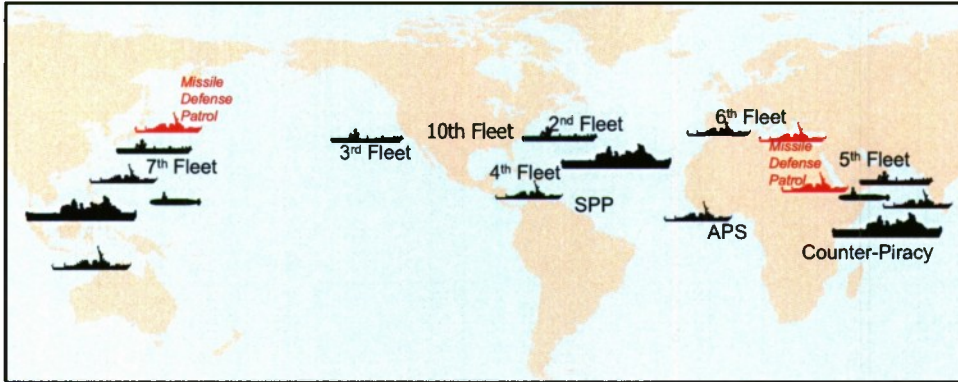 Missile
Defense
Patrol
7th Fleet
3rd Fleet
10th Fleet
2nd Fleet
4th Fleet
SPP
6th Fleet
Missile
Defense
Patrol
5th Fleet
APS
Counter-Piracy